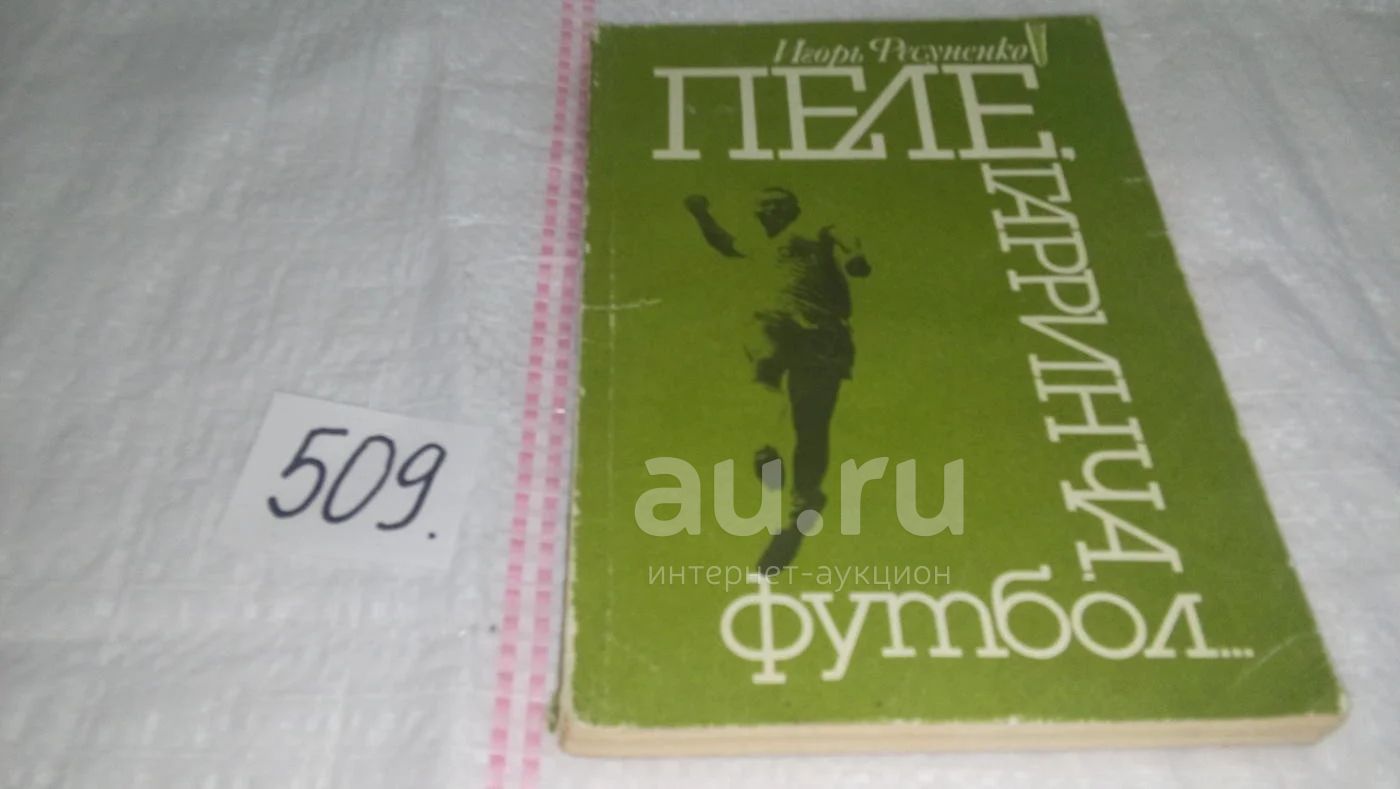 Игорь Фесуненко
ПЕЛЕ,
ГАРРИНЧА,
футбол...
509.
au.ru
интернет-аукцион